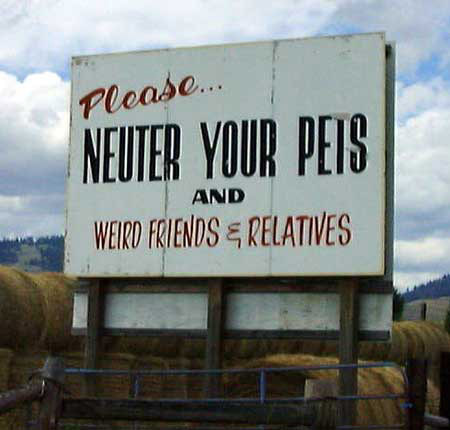 Please...
NEUTER YOUR PETS
AND
WEIRD FRIENDS & RELATIVES